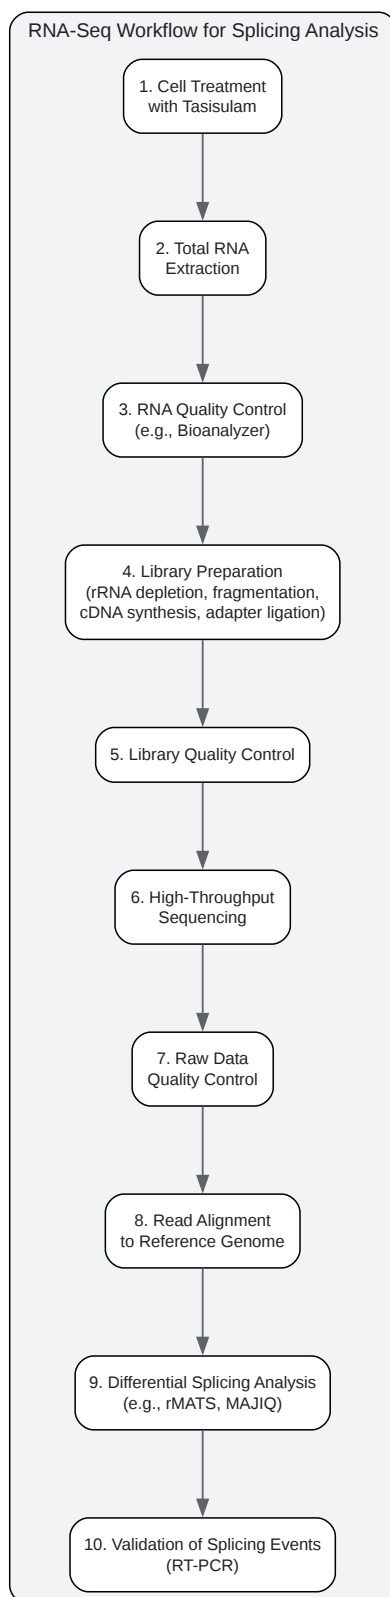 RNA-Seq Workflow for Splicing Analysis
1. Cell Treatment
with Tasisulam
2. Total RNA
Extraction
3. RNA Quality Control
(e.g., Bioanalyzer)
4. Library Preparation
(rRNA depletion, fragmentation,
cDNA synthesis, adapter ligation)
5. Library Quality Control
6. High-Throughput
Sequencing
7. Raw Data
Quality Control
8. Read Alignment
to Reference Genome
9. Differential Splicing Analysis
(e.g., rMATS, MAJIQ)
10. Validation of Splicing Events
(RT-PCR)